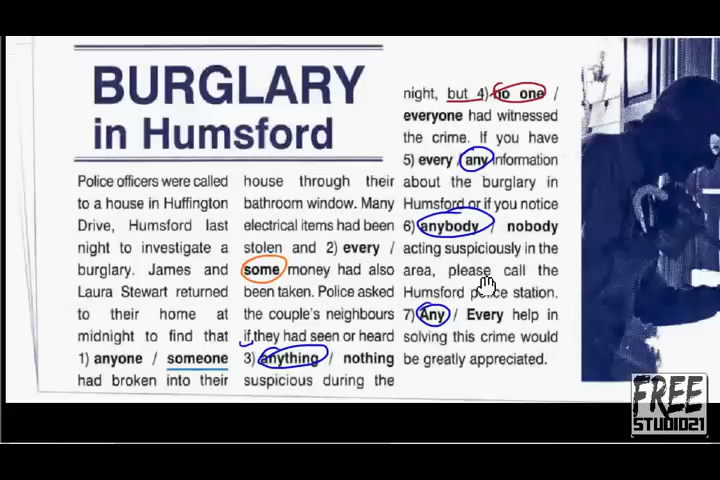 BURGLARY
in Humsford
Police officers were called
to a house in Huffington
Drive, Humsford last
night to investigate a
burglary. James and
Laura Stewart returned
to their home at
midnight to find that
1) anyone / someone
had broken into their
house through their
bathroom window. Many
electrical items had been
stolen and 2) every /
some money had also
been taken. Police asked
the couple's neighbours
if they had seen or heard
3) anything / nothing
suspicious during the
night, but 4) no one /
everyone had witnessed
the crime. If you have
5) every / any information
about the burglary in
Humsford or if you notice
6) anybody / nobody
acting suspiciously in the
area, please call the
Humsford police station.
7) Any / Every help in
solving this crime would
be greatly appreciated.
FREE
STUDIO21